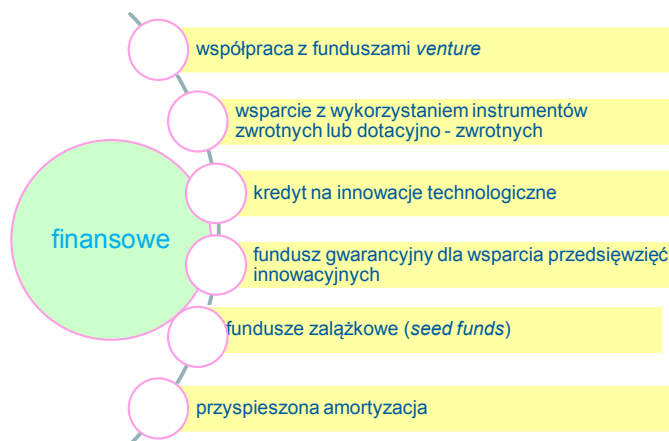 współpraca z funduszami venture
wsparcie z wykorzystaniem instrumentów
zwrotnych lub dotacyjno - zwrotnych
kredyt na innowacje technologiczne
finansowe
fundusz gwarancyjny dla wsparcia przedsięwzięć
innowacyjnych
fundusze zalążkowe (seed funds)
przyspieszona amortyzacja